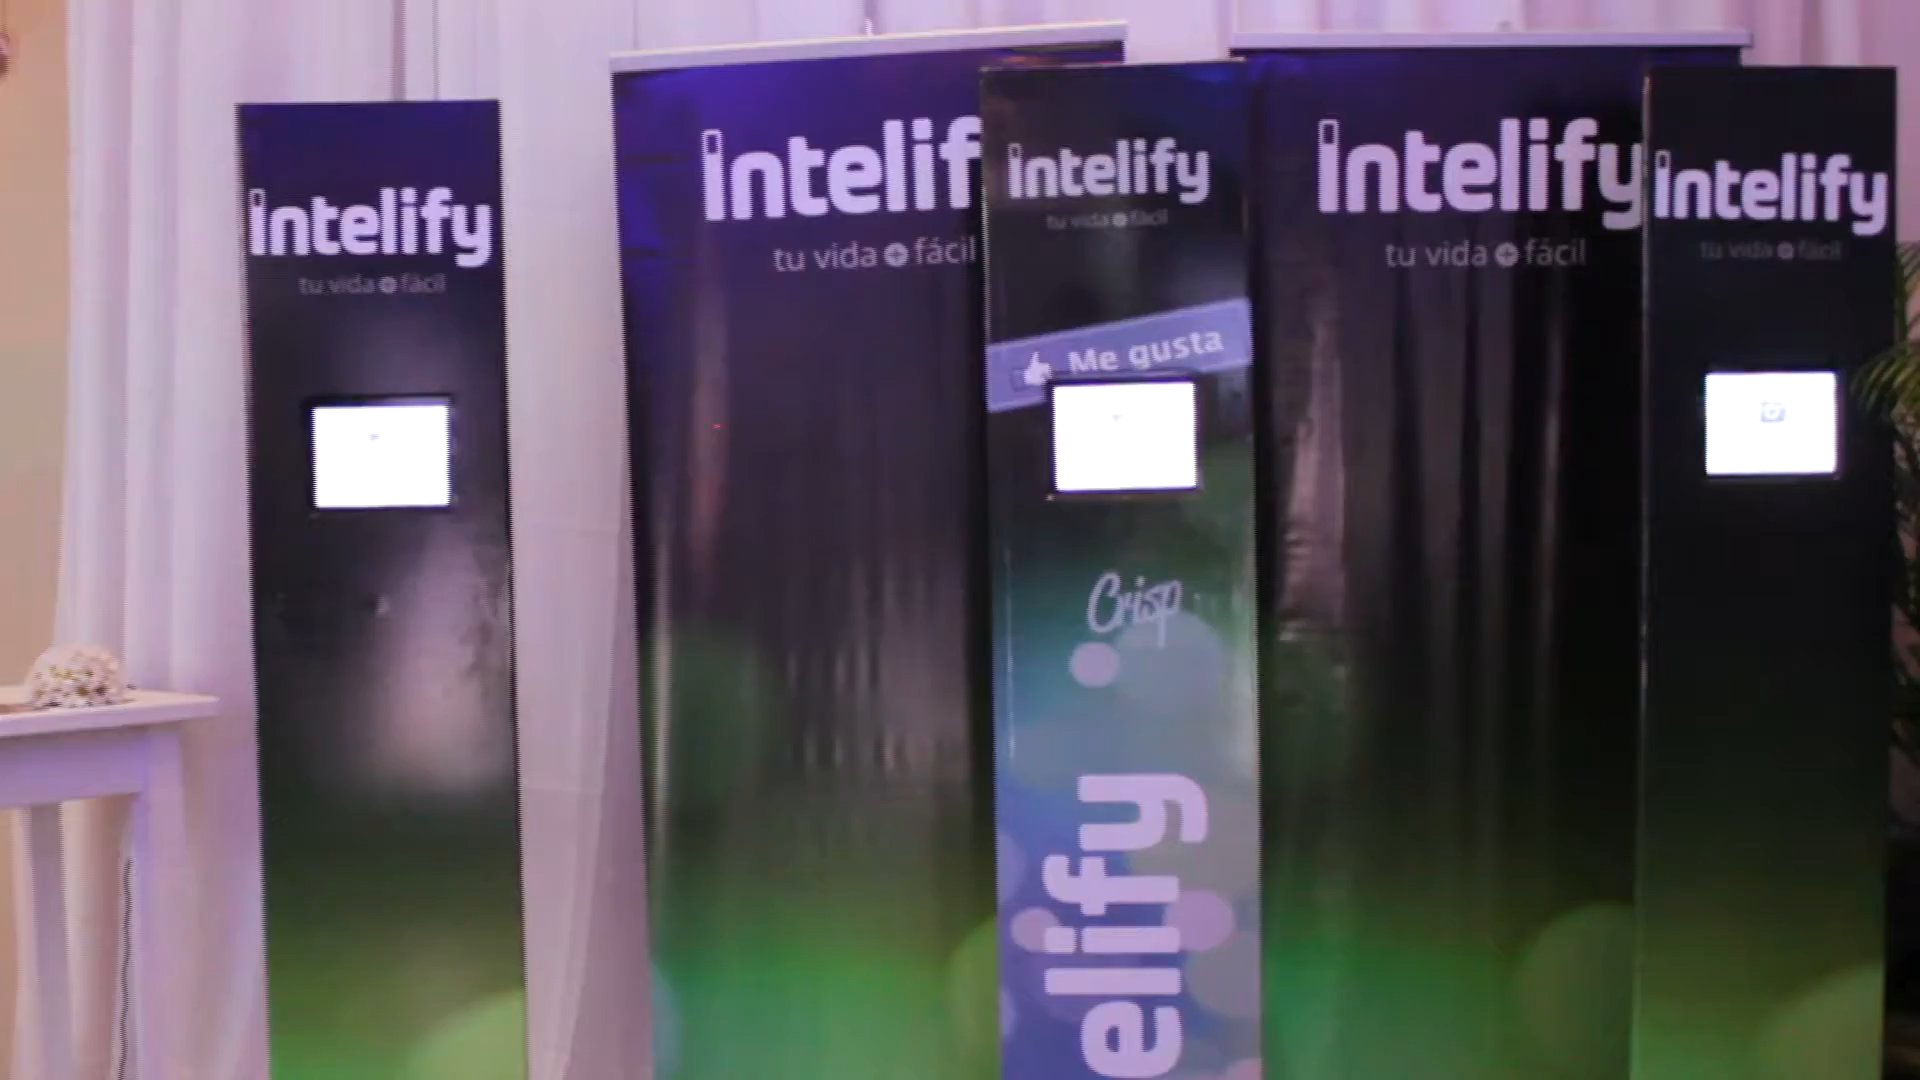 intelify
tu vida + fácil
intelif
tu vida + fácil
intelify
tu vida + fácil
Me gusta
Crisp
elify
intelify
tu vida + fácil
intelify
tu vida + fácil